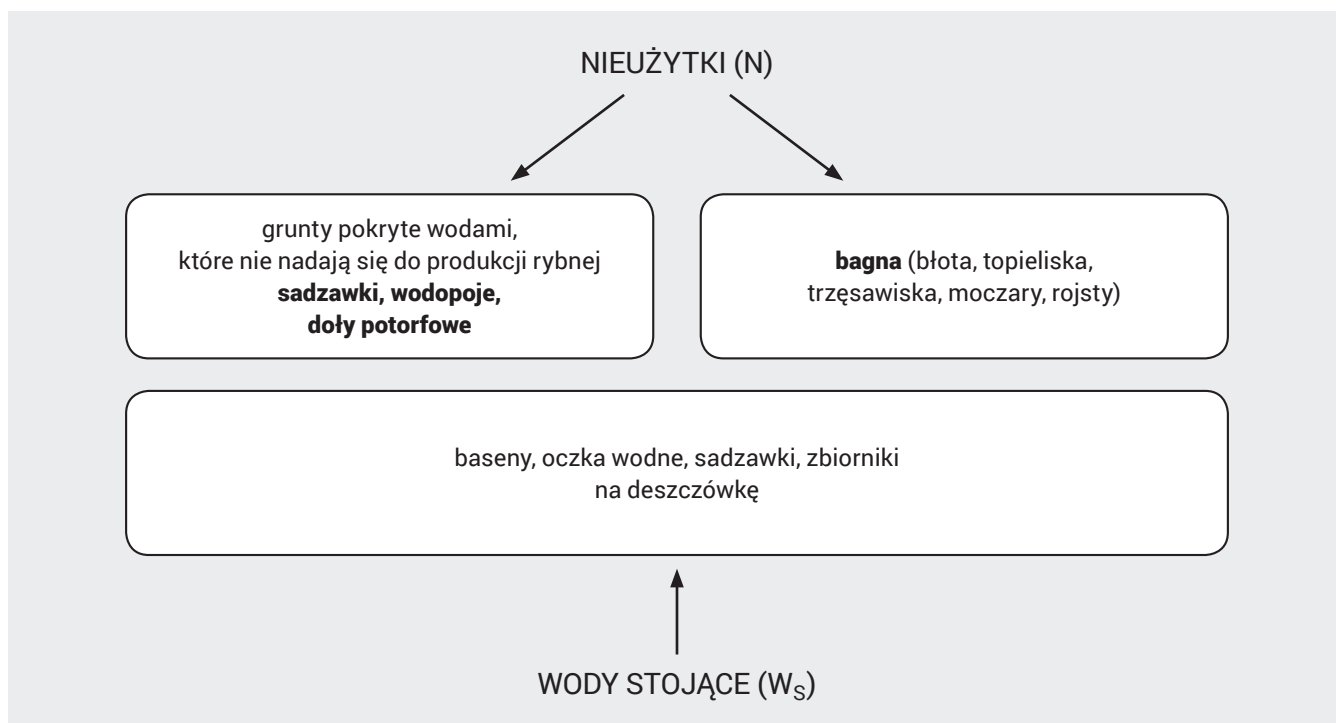 NIEUŻYTKI (N)
grunty pokryte wodami,
które nie nadają się do produkcji rybnej
sadzawki, wodopoje,
doły potorfowe
bagna (błota, topieliska,
trzęsawiska, moczary, rojsty)
baseny, oczka wodne, sadzawki, zbiorniki
na deszczówkę
WODY STOJĄCE (WS)